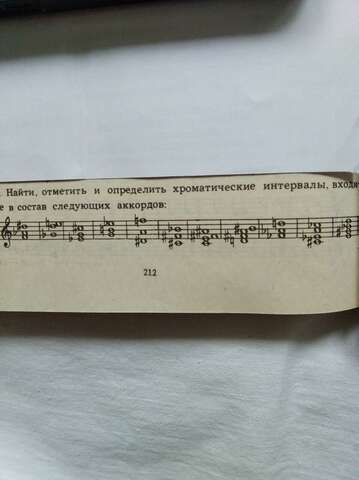 . Найти, отметить и определить хроматические интервалы, входя
е в состав следующих аккордов:
212